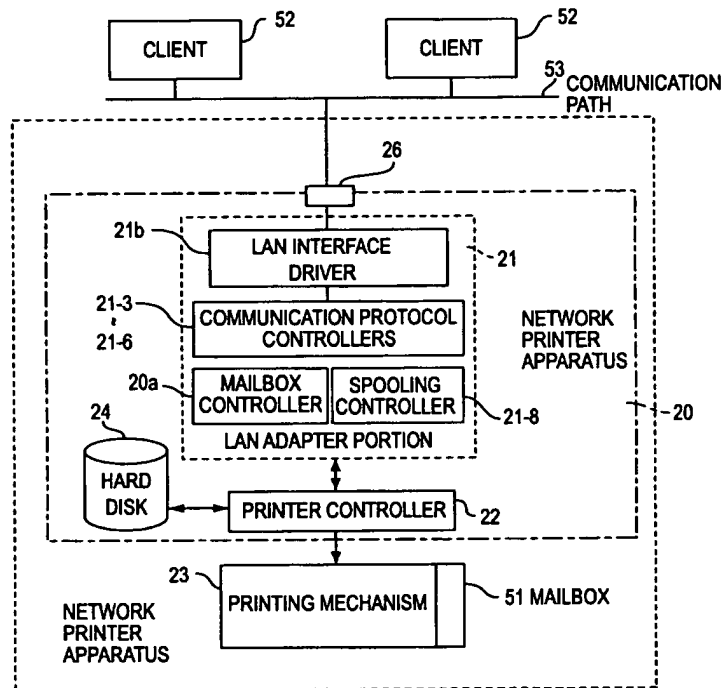 52
CLIENT
52
CLIENT
53
COMMUNICATION
PATH
26
21b
LAN INTERFACE
DRIVER
21
21-3
≀
21-6
COMMUNICATION PROTOCOL
CONTROLLERS
NETWORK
PRINTER
APPARATUS
20
20a
MAILBOX
CONTROLLER
SPOOLING
CONTROLLER
21-8
LAN ADAPTER PORTION
24
HARD
DISK
PRINTER CONTROLLER
22
23
PRINTING MECHANISM
51 MAILBOX
NETWORK
PRINTER
APPARATUS